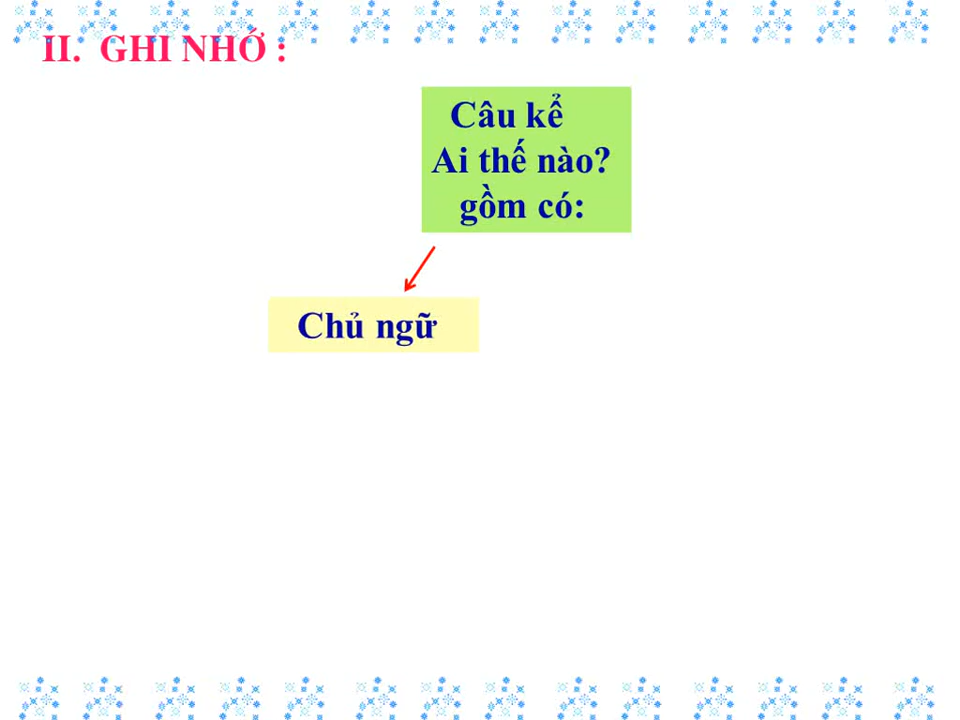 II. GHI NHỚ :
Câu kể
Ai thế nào?
gồm có:
Chủ ngữ